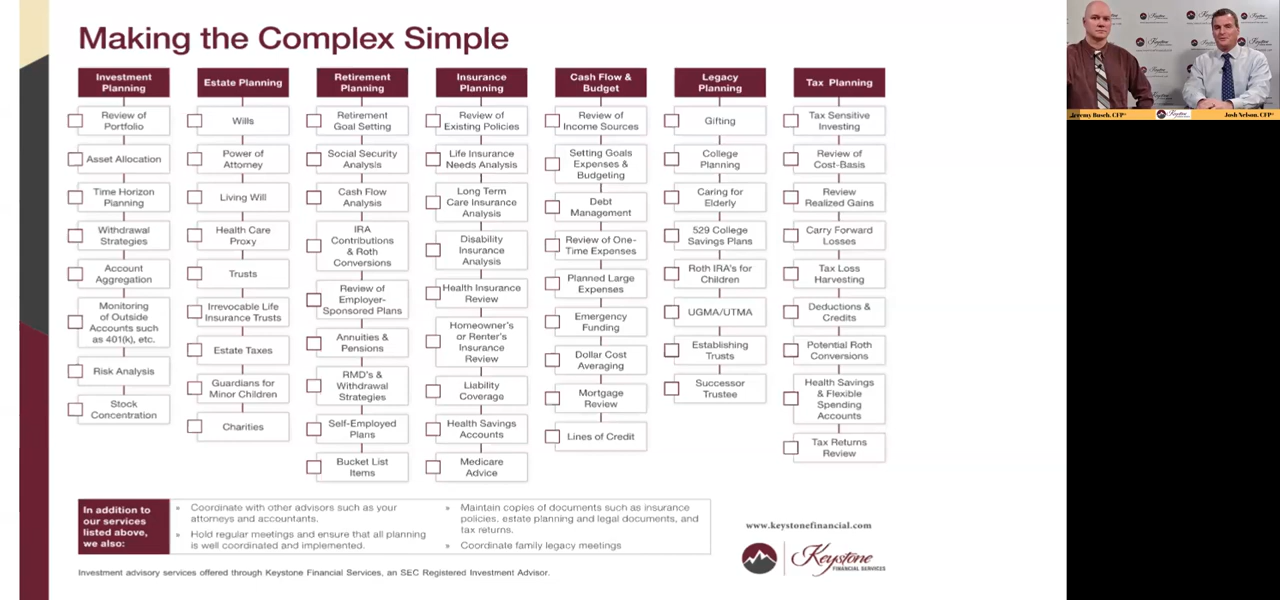 Making the Complex Simple
Investment
Planning
Review of
Portfolio
Asset Allocation
Time Horizon
Planning
Withdrawal
Strategies
Account
Aggregation
Monitoring
of Outside
Accounts such
as 401(k), etc.
Risk Analysis
Stock
Concentration
Estate Planning
Wills
Power of
Attorney
Living Will
Health Care
Proxy
Trusts
Irrevocable Life
Insurance Trusts
Estate Taxes
Guardians for
Minor Children
Charities
Retirement
Planning
Retirement
Goal Setting
Social Security
Analysis
Cash Flow
Analysis
IRA
Contributions
& Roth
Conversions
Review of
Employer-
Sponsored Plans
Annuities &
Pensions
RMD's &
Withdrawal
Strategies
Self-Employed
Plans
Bucket List
Items
Insurance
Planning
Review of
Existing Policies
Life Insurance
Needs Analysis
Long Term
Care Insurance
Analysis
Disability
Insurance
Analysis
Health Insurance
Review
Homeowner's
or Renter's
Insurance
Review
Liability
Coverage
Health Savings
Accounts
Medicare
Advice
Cash Flow &
Budget
Review of
Income Sources
Setting Goals
Expenses &
Budgeting
Debt
Management
Review of One-
Time Expenses
Planned Large
Expenses
Emergency
Funding
Dollar Cost
Averaging
Mortgage
Review
Lines of Credit
Legacy
Planning
Gifting
College
Planning
Caring for
Elderly
529 College
Savings Plans
Roth IRA's for
Children
UGMA/UTMA
Establishing
Trusts
Successor
Trustee
Tax Planning
Tax Sensitive
Investing
Review of
Cost-Basis
Review
Realized Gains
Carry Forward
Losses
Tax Loss
Harvesting
Deductions &
Credits
Potential Roth
Conversions
Health Savings
& Flexible
Spending
Accounts
Tax Returns
Review
In addition to
our services
listed above,
we also:
» Coordinate with other advisors such as your
attorneys and accountants.
» Hold regular meetings and ensure that all planning
is well coordinated and implemented.
» Maintain copies of documents such as insurance
policies, estate planning and legal documents, and
tax returns.
» Coordinate family legacy meetings
www.keystonefinancial.com
Keystone
FINANCIAL SERVICES
Investment advisory services offered through Keystone Financial Services, an SEC Registered Investment Advisor.
Jeremy Busch, CFP
Josh Nelson, CFP